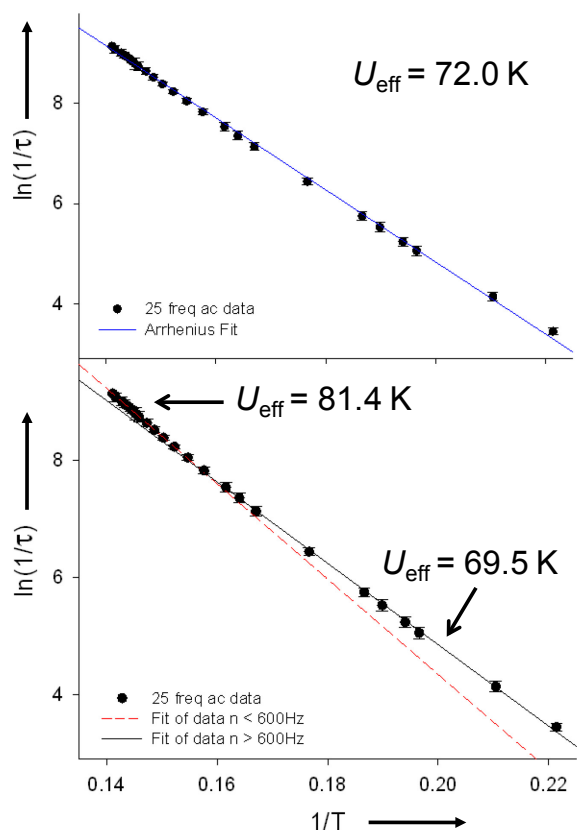 U_eff = 72.0 K
ln(1/τ)
8
6
4
25 freq ac data
Arrhenius Fit
U_eff = 81.4 K
ln(1/τ)
8
U_eff = 69.5 K
6
4
25 freq ac data
Fit of data n < 600Hz
Fit of data n > 600Hz
0.14 0.16 0.18 0.20 0.22
1/T